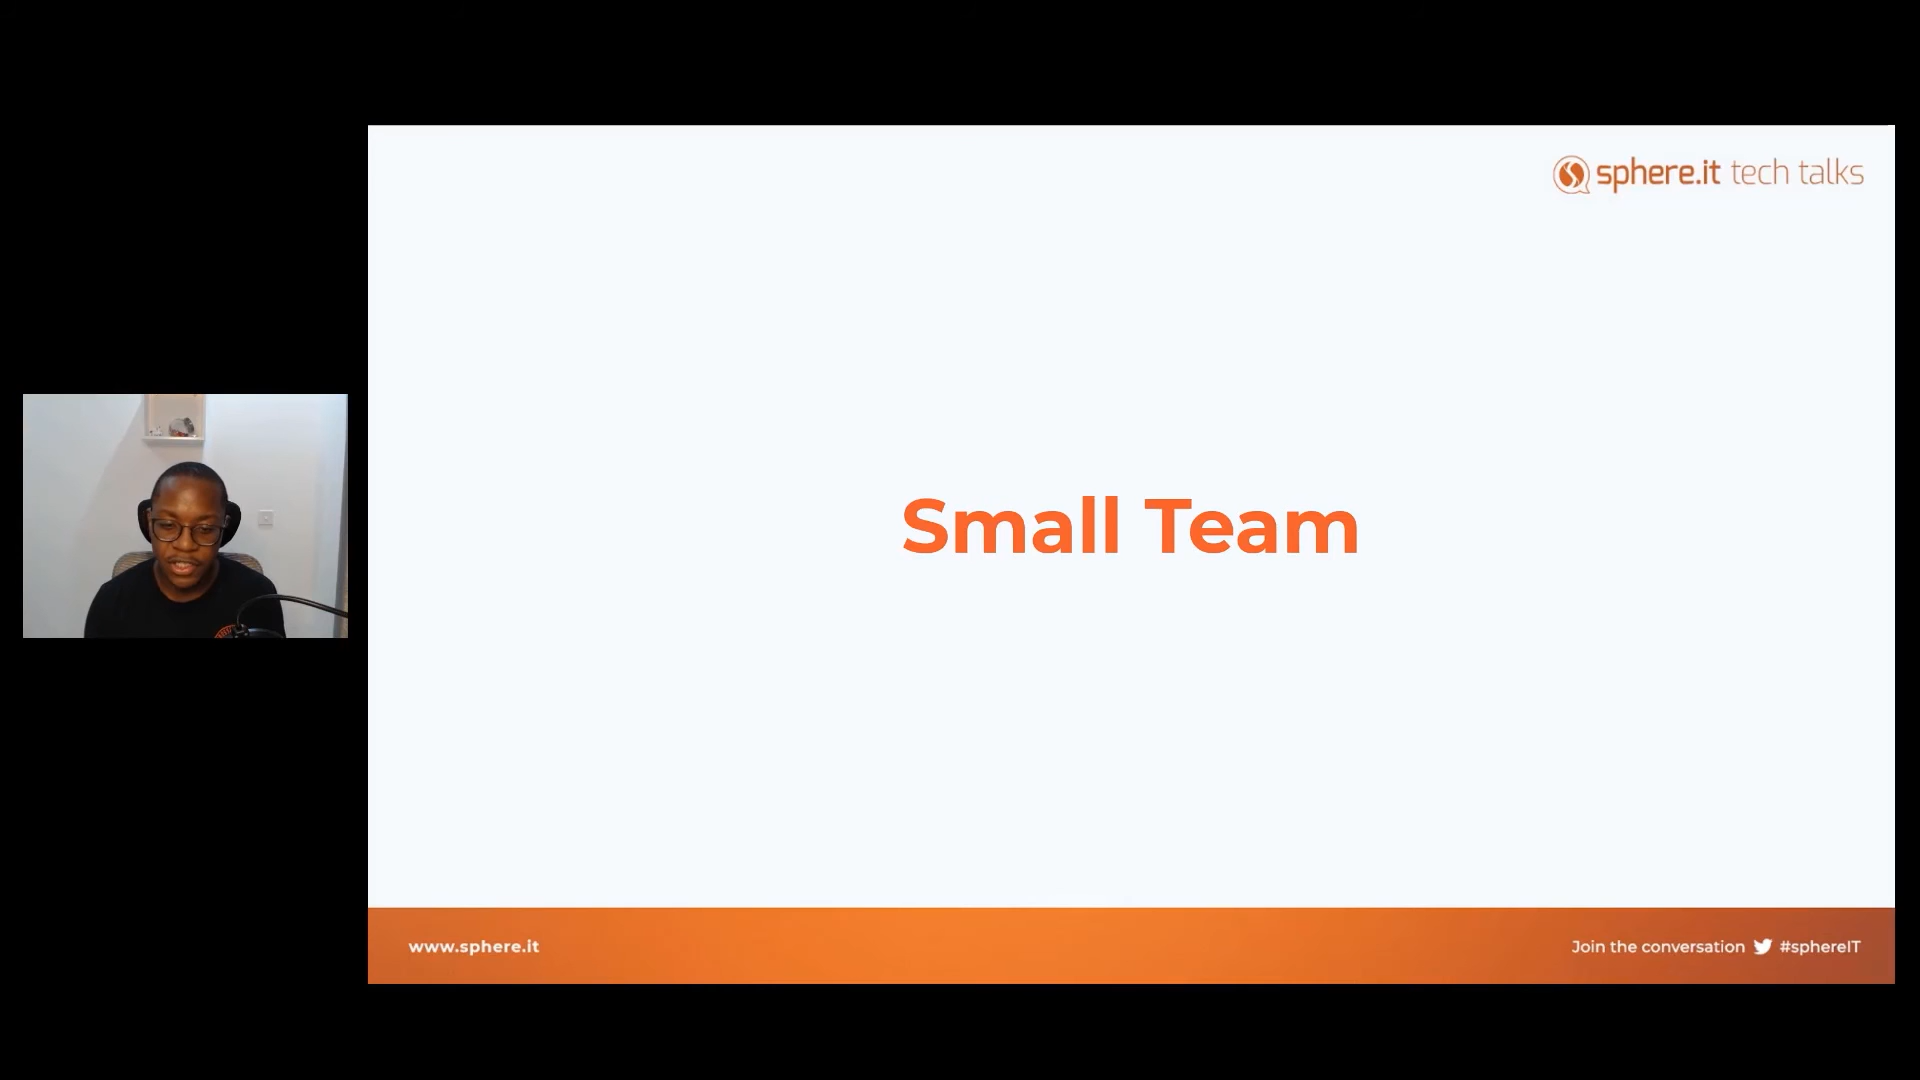 sphere.it tech talks
Small Team
www.sphere.it
Join the conversation #sphereIT